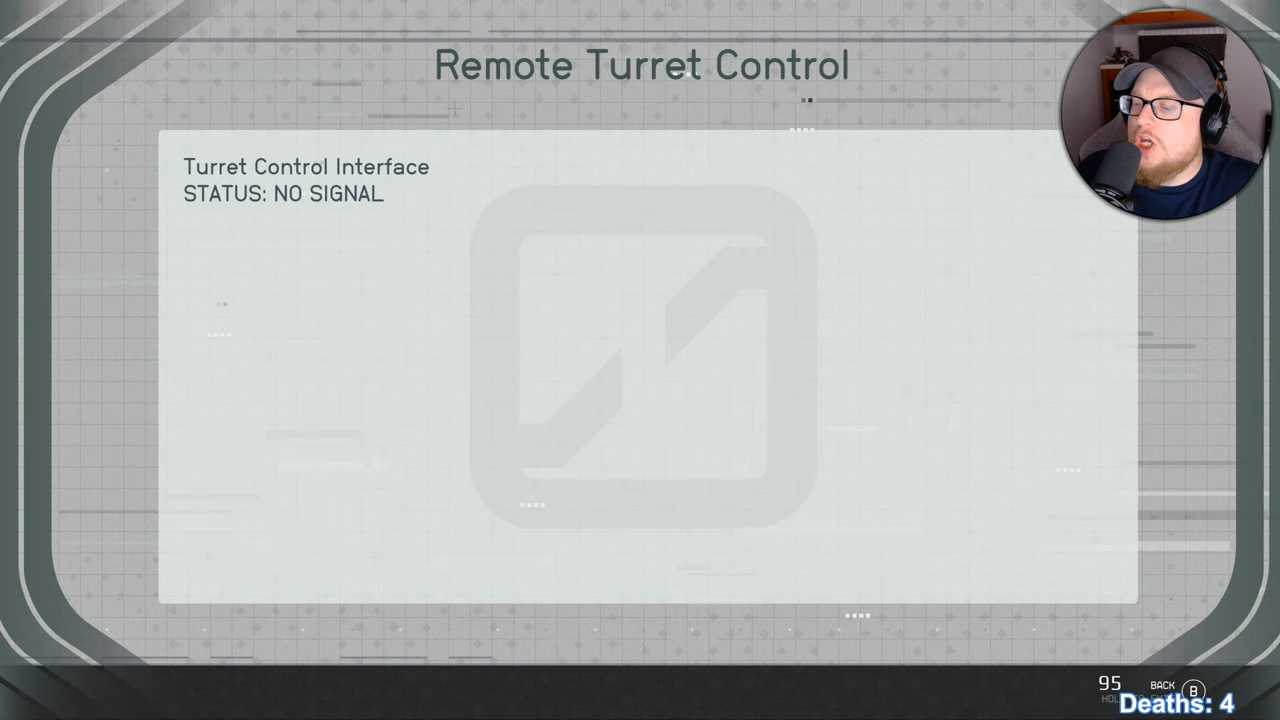 Remote Turret Control
Turret Control Interface
STATUS: NO SIGNAL
95
BACK
B
Deaths: 4